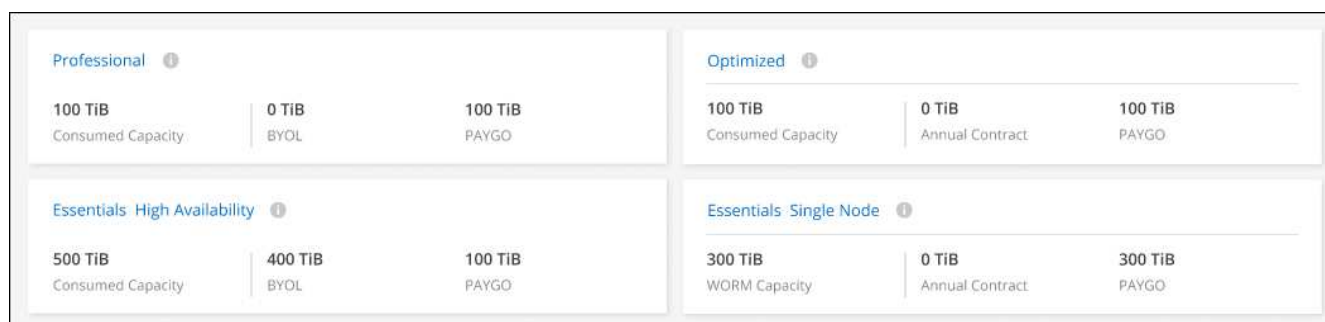 Professional
100 TiB 0 TiB 100 TiB
Consumed Capacity BYOL PAYGO
Optimized
100 TiB 0 TiB 100 TiB
Consumed Capacity Annual Contract PAYGO
Essentials High Availability
500 TiB 400 TiB 100 TiB
Consumed Capacity BYOL PAYGO
Essentials Single Node
300 TiB 0 TiB 300 TiB
WORM Capacity Annual Contract PAYGO